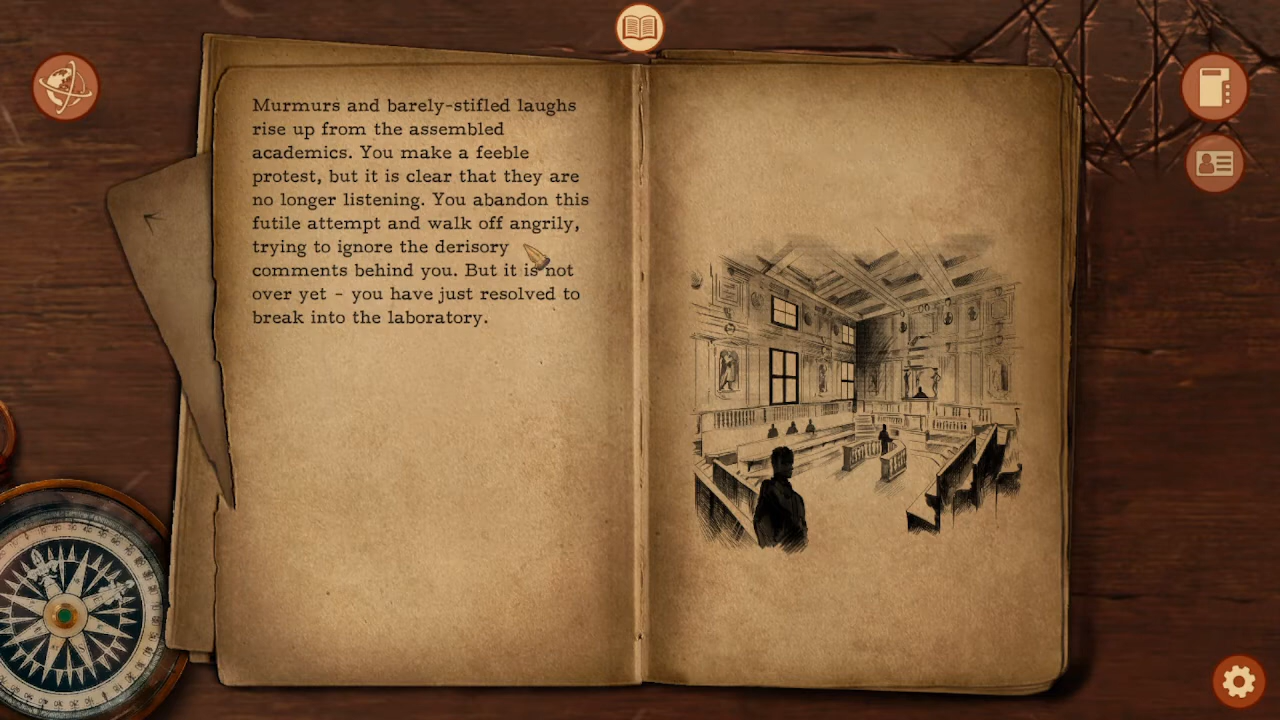 Murmurs and barely-stifled laughs
rise up from the assembled
academics. You make a feeble
protest, but it is clear that they are
no longer listening. You abandon this
futile attempt and walk off angrily,
trying to ignore the derisory
comments behind you. But it is not
over yet - you have just resolved to
break into the laboratory.